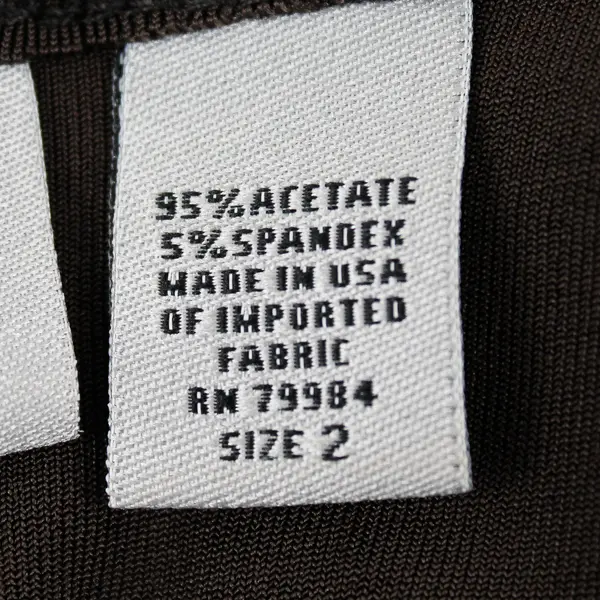 95% ACETATE
5% SPANDEX
MADE IN USA
OF IMPORTED
FABRIC
RN 79984
SIZE 2